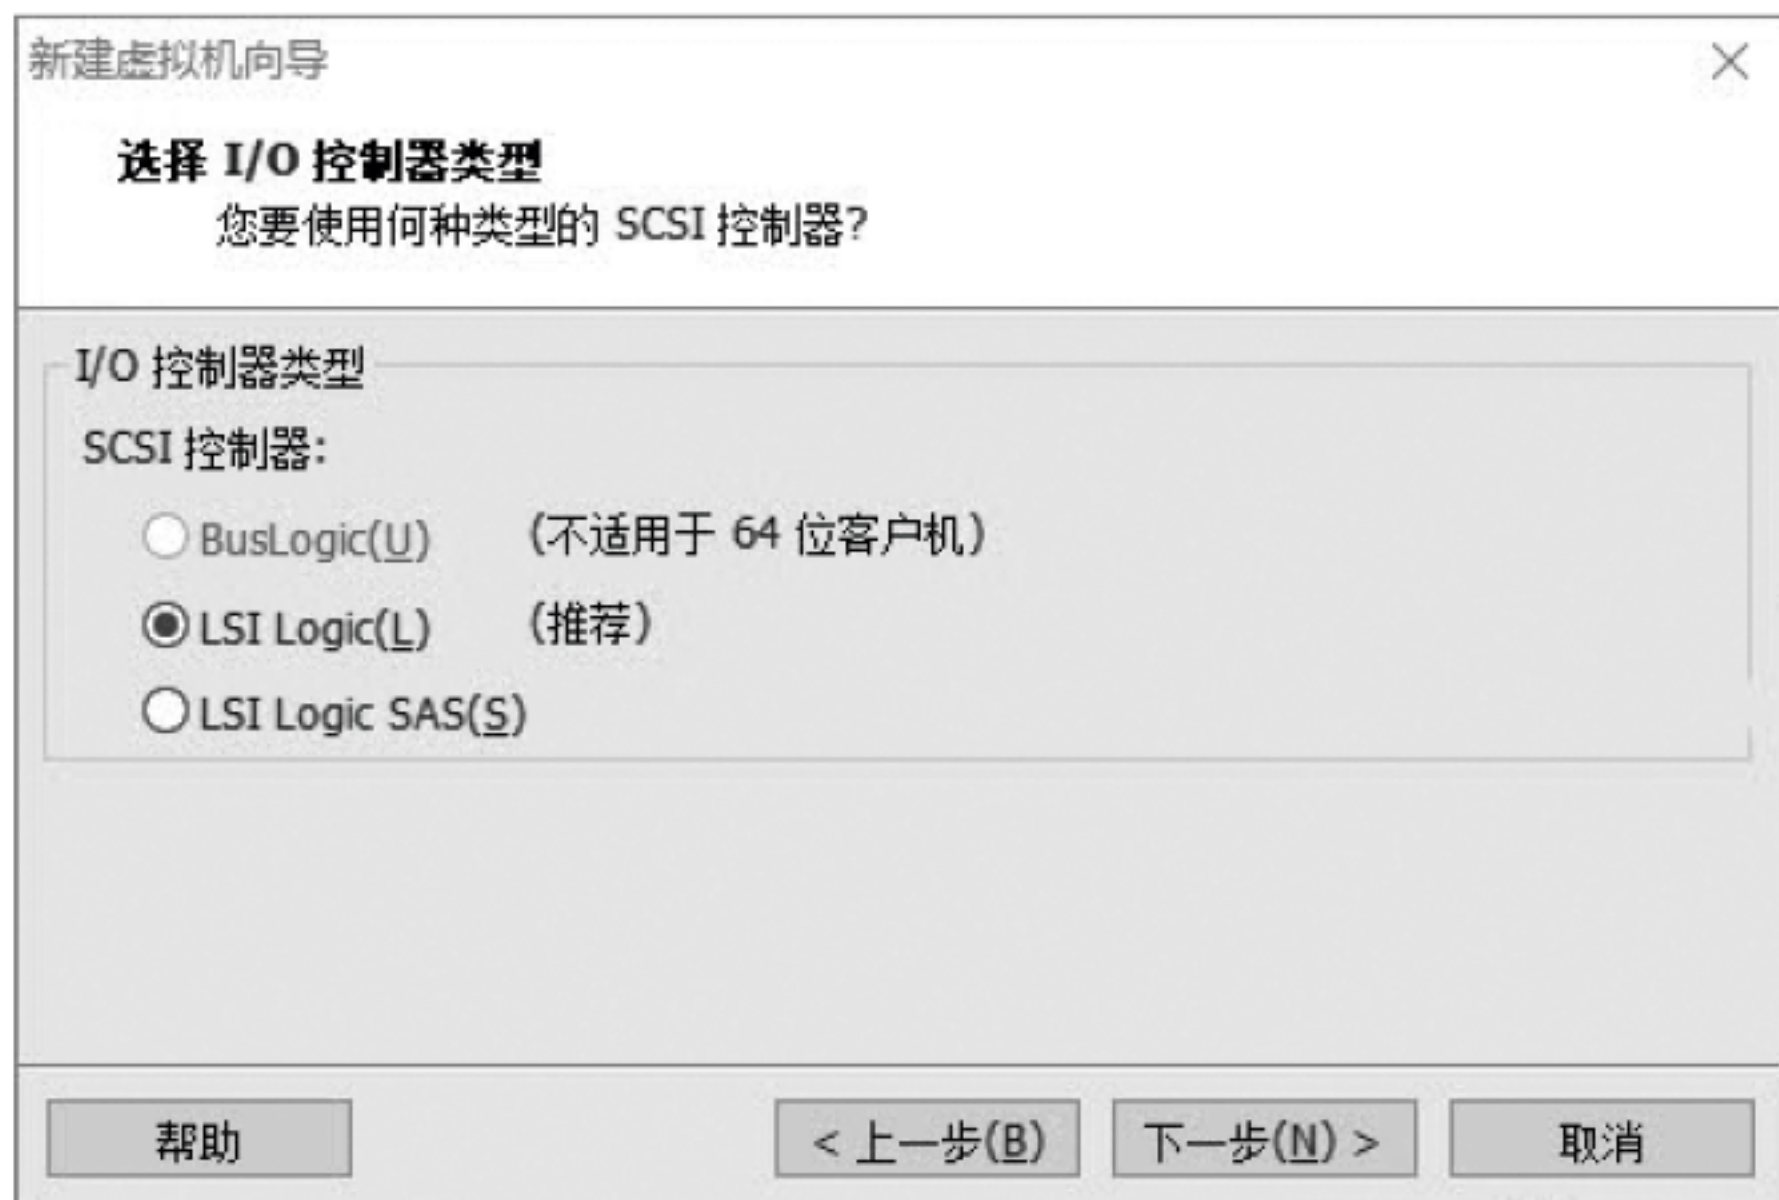 新建虚拟机向导
选择 I/O 控制器类型
您要使用何种类型的 SCSI 控制器?
I/O 控制器类型
SCSI 控制器:
BusLogic(U) (不适用于 64 位客户机)
LSI Logic(L) (推荐)
LSI Logic SAS(S)
帮助 < 上一步(B) 下一步(N) > 取消